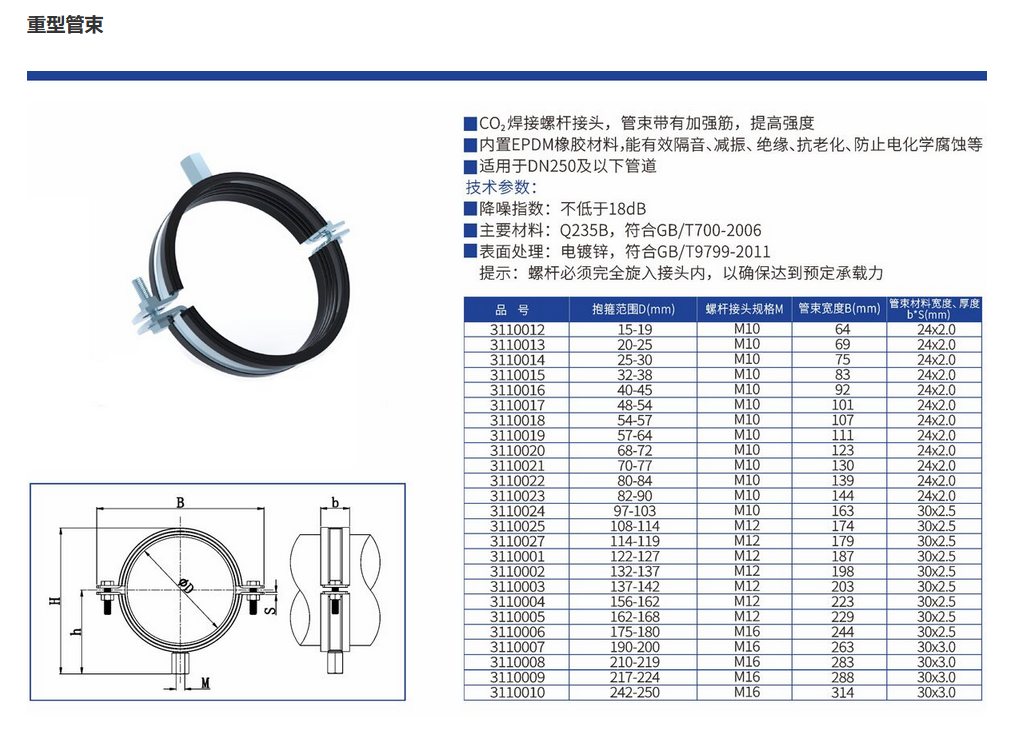 重型管束
■CO₂焊接螺杆接头，管束带有加强筋，提高强度
■内置EPDM橡胶材料,能有效隔音、减振、绝缘、抗老化、防止电化学腐蚀等
■适用于DN250及以下管道
技术参数：
■降噪指数：不低于18dB
■主要材料：Q235B，符合GB/T700-2006
■表面处理：电镀锌，符合GB/T9799-2011
提示：螺杆必须完全旋入接头内，以确保达到预定承载力
品 号 抱箍范围D(mm) 螺杆接头规格M 管束宽度B(mm) 管束材料宽度、厚度
b*S(mm)
3110012 15-19 M10 64 24x2.0
3110013 20-25 M10 69 24x2.0
3110014 25-30 M10 75 24x2.0
3110015 32-38 M10 83 24x2.0
3110016 40-45 M10 92 24x2.0
3110017 48-54 M10 101 24x2.0
3110018 54-57 M10 107 24x2.0
3110019 57-64 M10 111 24x2.0
3110020 68-72 M10 123 24x2.0
3110021 70-77 M10 130 24x2.0
3110022 80-84 M10 139 24x2.0
3110023 82-90 M10 144 24x2.0
3110024 97-103 M10 163 30x2.5
3110025 108-114 M12 174 30x2.5
3110027 114-119 M12 179 30x2.5
3110001 122-127 M12 187 30x2.5
3110002 132-137 M12 198 30x2.5
3110003 137-142 M12 203 30x2.5
3110004 156-162 M12 223 30x2.5
3110005 162-168 M12 229 30x2.5
3110006 175-180 M16 244 30x2.5
3110007 190-200 M16 263 30x3.0
3110008 210-219 M16 283 30x3.0
3110009 217-224 M16 288 30x3.0
3110010 242-250 M16 314 30x3.0
B
b
H
h
øD
S
M